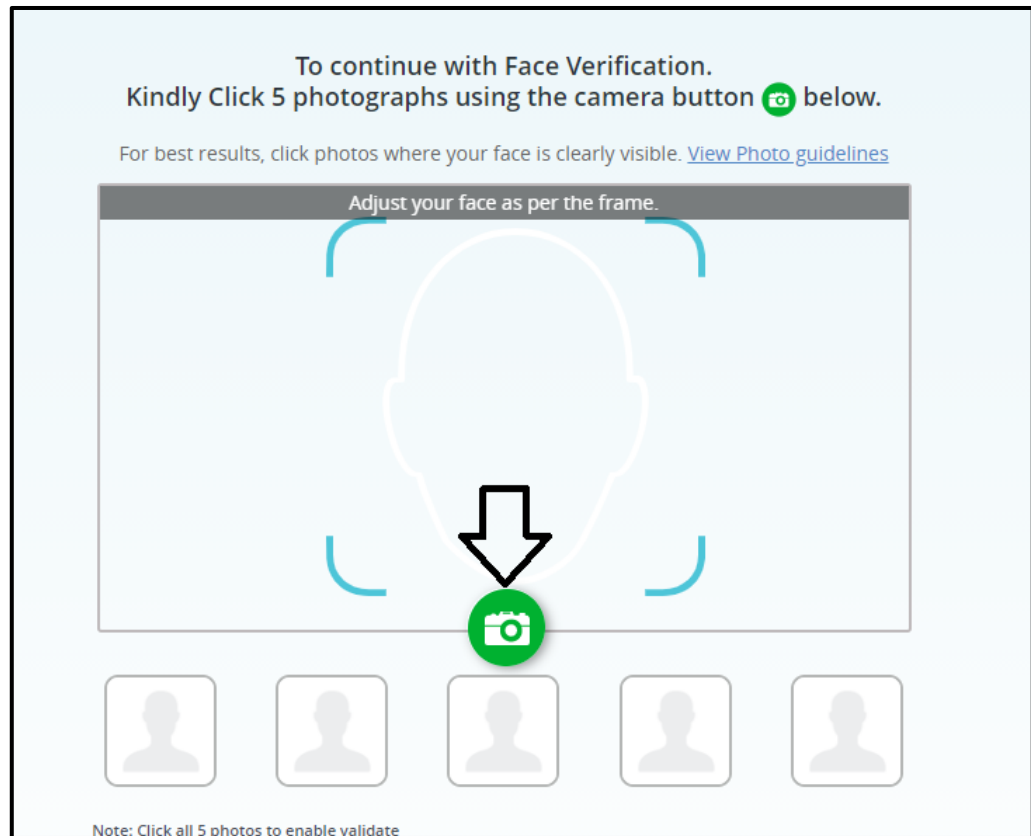 To continue with Face Verification.
Kindly Click 5 photographs using the camera button below.
For best results, click photos where your face is clearly visible. View Photo guidelines
Adjust your face as per the frame.
Note: Click all 5 photos to enable validate